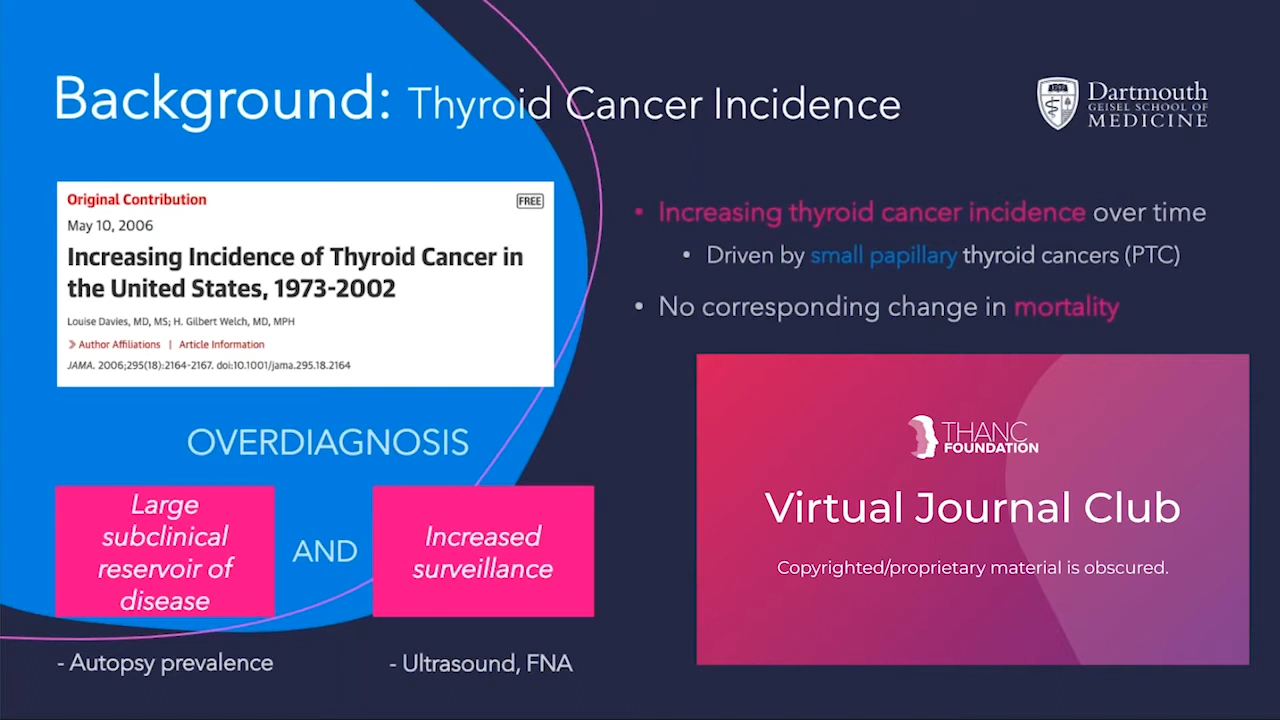 Background: Thyroid Cancer Incidence
Dartmouth
GEISEL SCHOOL OF
MEDICINE
Original Contribution
FREE
May 10, 2006
Increasing Incidence of Thyroid Cancer in
the United States, 1973-2002
Louise Davies, MD, MS; H. Gilbert Welch, MD, MPH
» Author Affiliations | Article Information
JAMA. 2006;295(18):2164-2167. doi:10.1001/jama.295.18.2164
• Increasing thyroid cancer incidence over time
• Driven by small papillary thyroid cancers (PTC)
• No corresponding change in mortality
OVERDIAGNOSIS
Large
subclinical
reservoir of
disease
AND
Increased
surveillance
- Autopsy prevalence
- Ultrasound, FNA
THANC
FOUNDATION
Virtual Journal Club
Copyrighted/proprietary material is obscured.